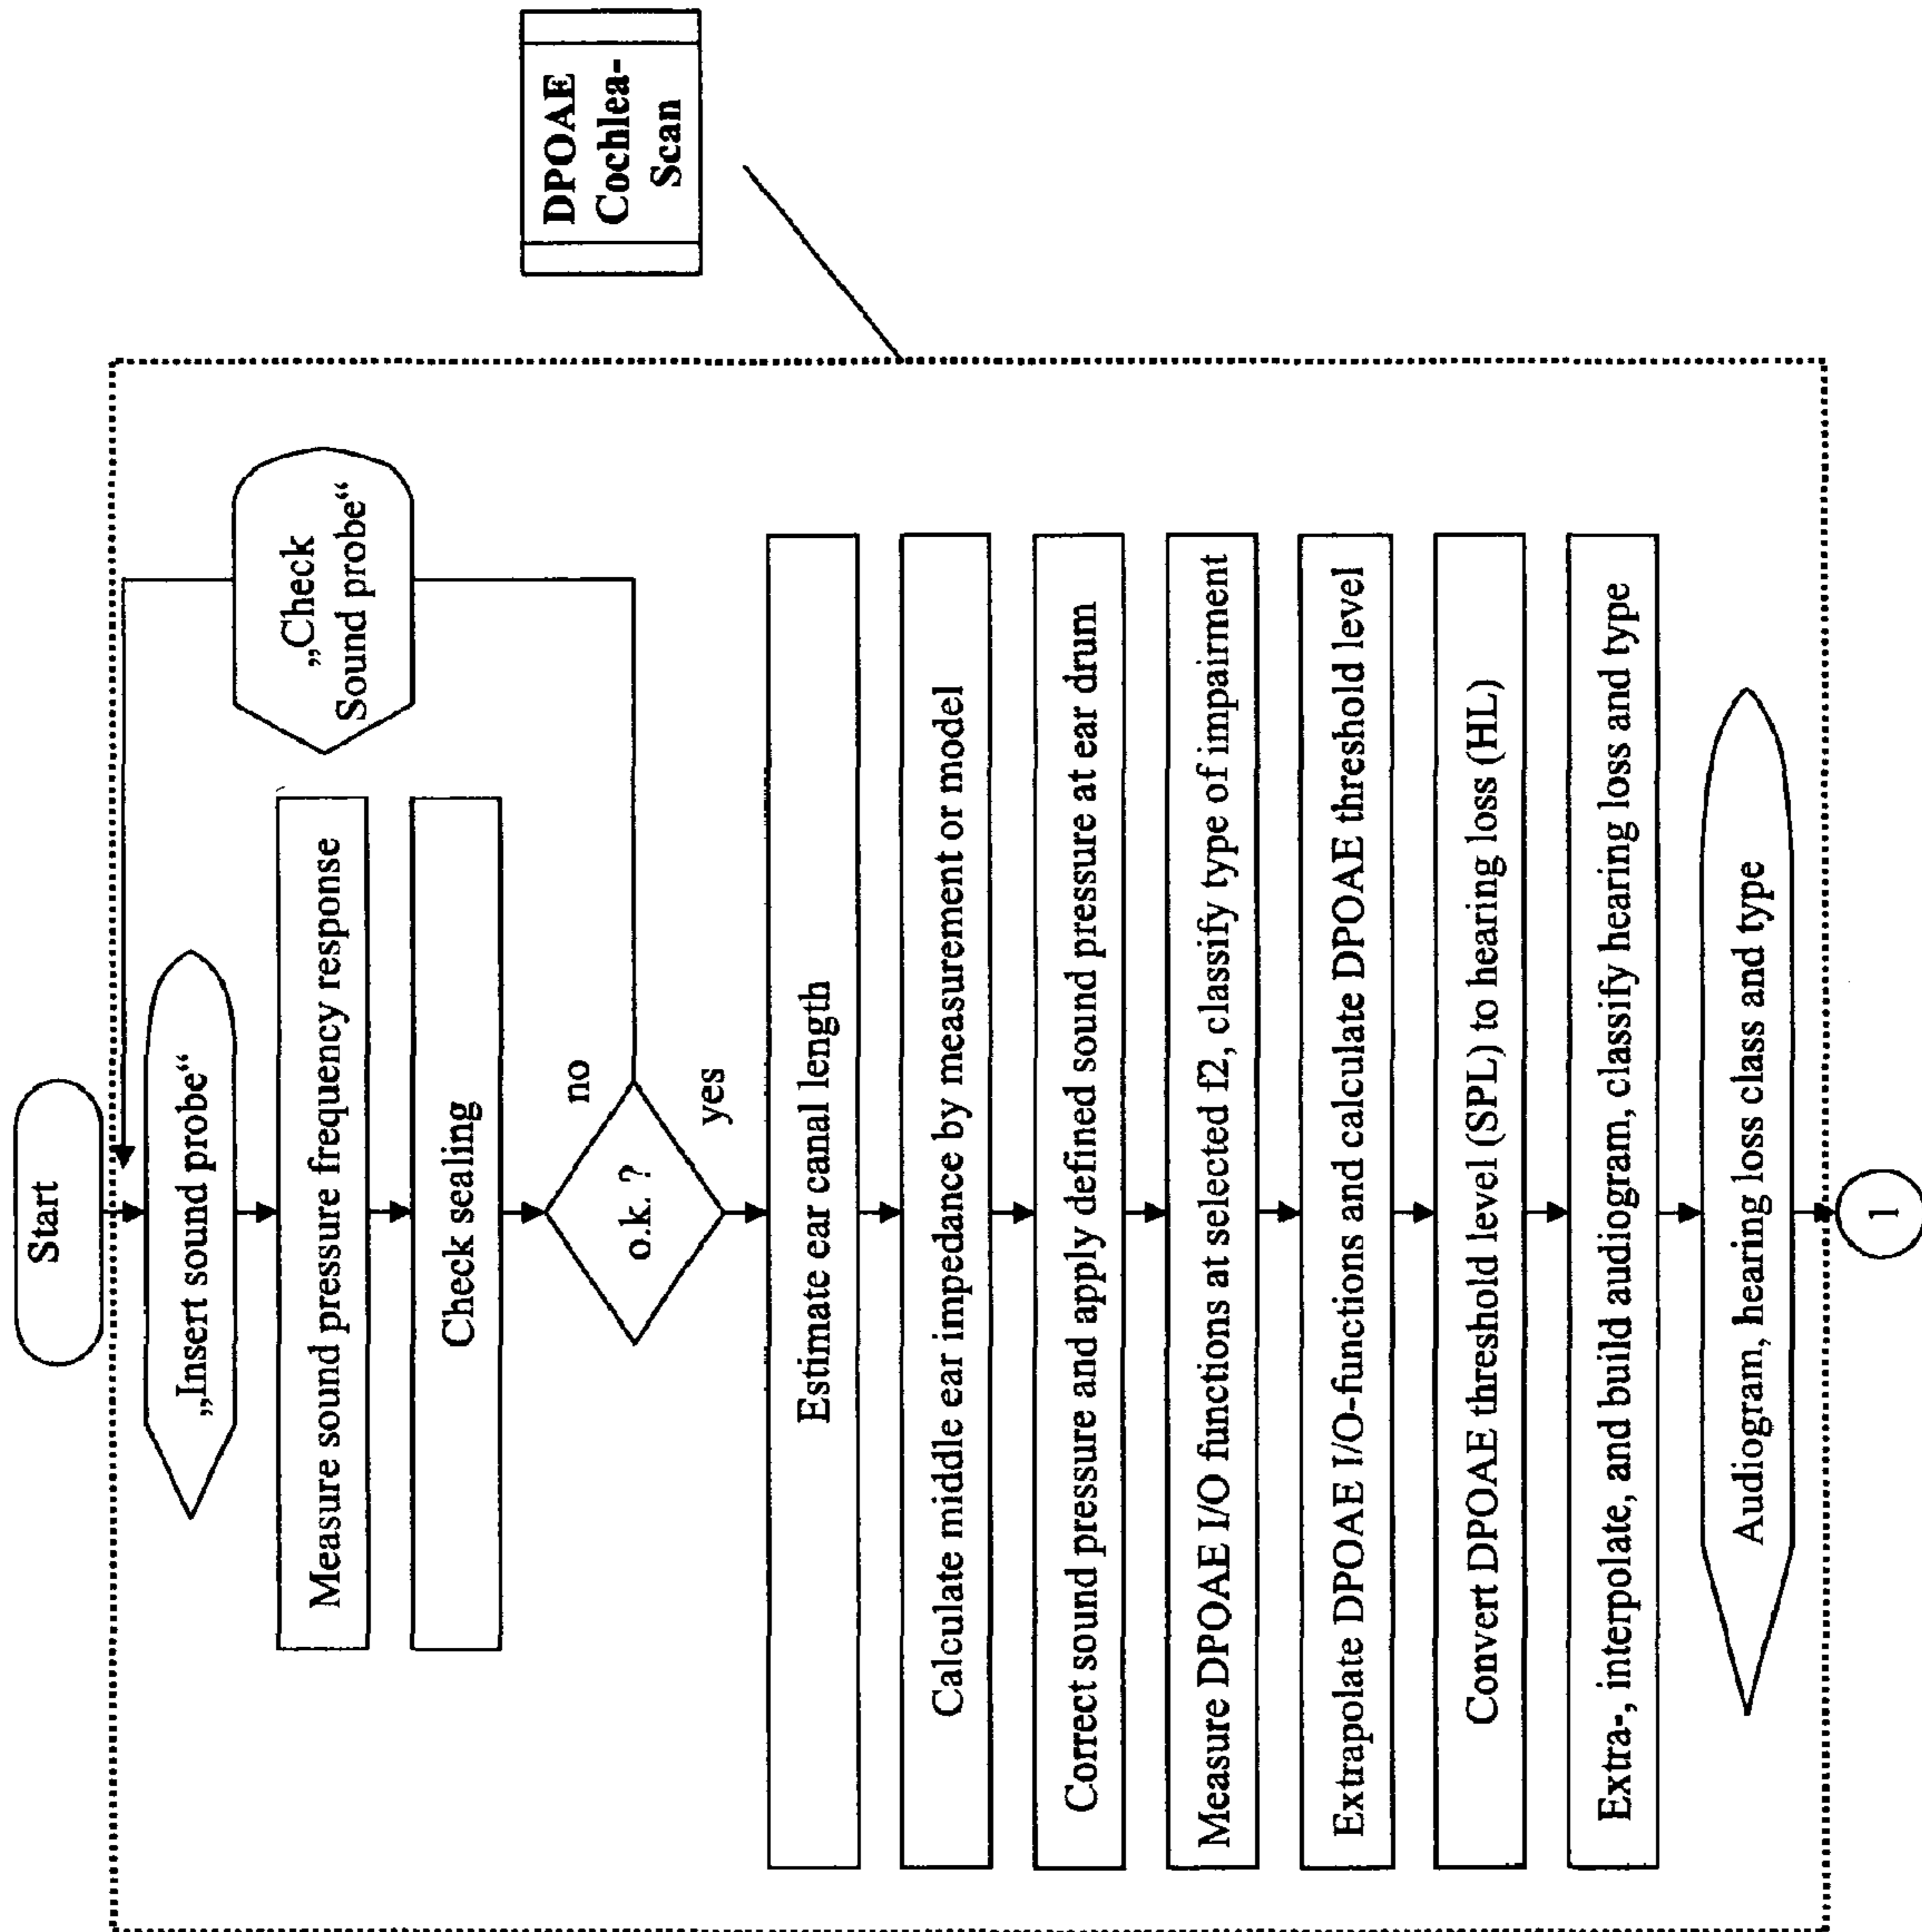 Start
„Insert sound probe“
Measure sound pressure frequency response
Check sealing
o.k. ?
no
yes
„Check
Sound probe“
Estimate ear canal length
Calculate middle ear impedance by measurement or model
Correct sound pressure and apply defined sound pressure at ear drum
Measure DPOAE I/O functions at selected f2, classify type of impairment
Extrapolate DPOAE I/O-functions and calculate DPOAE threshold level
Convert DPOAE threshold level (SPL) to hearing loss (HL)
Extra-, interpolate, and build audiogram, classify hearing loss and type
Audiogram, hearing loss class and type
1
DPOAE
Cochlea-
Scan